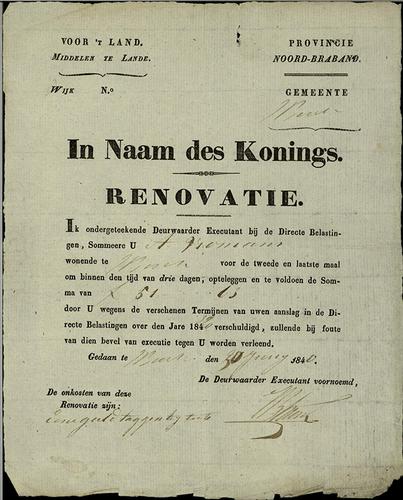 VOOR 'T LAND.
MIDDELEN TE LANDE.
PROVINCIE
NOORD-BRABAND.
WIJK N.o
GEMEENTE
In Naam des Konings.
RENOVATIE.
Ik ondergeteekende Deurwaarder Executant bij de Directe Belastin-
gen, Sommeere U A
wonende te voor de tweede en laatste maal
om binnen den tijd van drie dagen, opteleggen en te voldoen de Som-
ma van
door U wegens de verschenen Termijnen van uwen aanslag in de Di-
recte Belastingen over den Jare 184 verschuldigd, zullende bij foute
van dien bevel van executie tegen U worden verleend.
Gedaan te den 30 Juny 1840.
De Deurwaarder Executant voornoemd,
De onkosten van deze
Renovatie zijn: